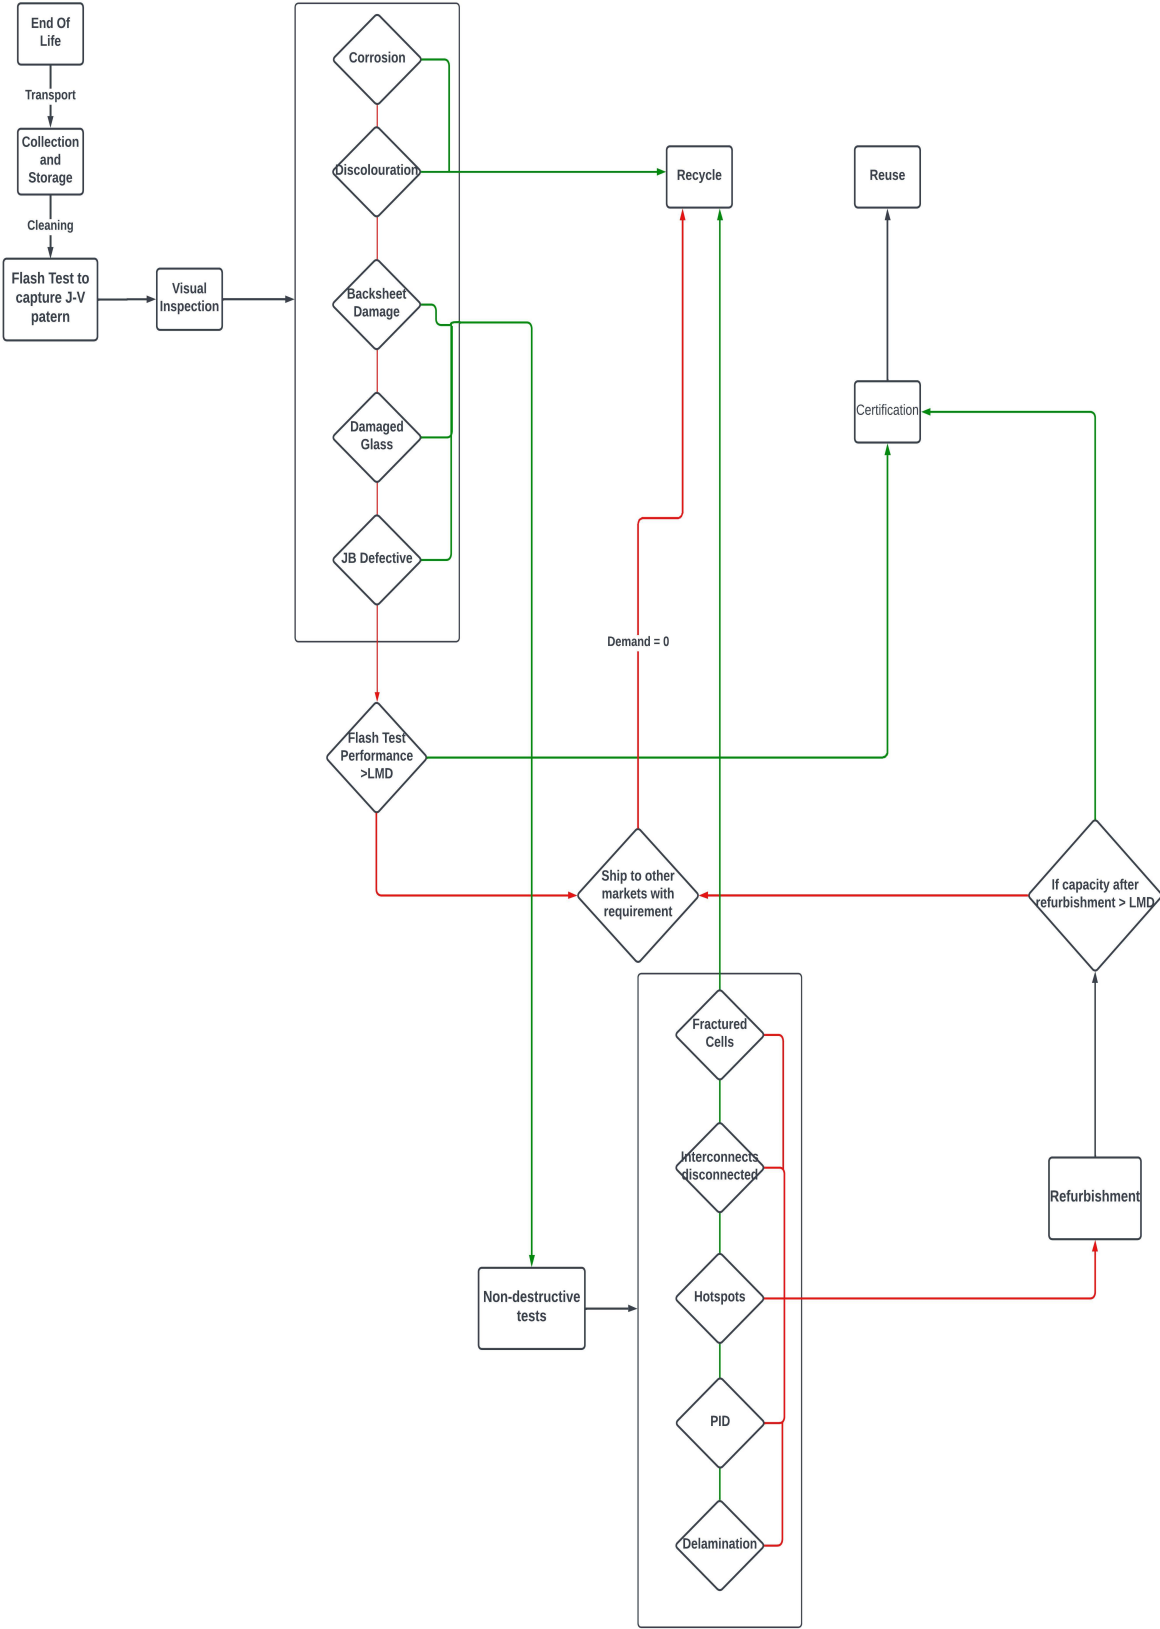 End Of
Life
Transport
Collection
and
Storage
Cleaning
Flash Test to
capture J-V
patern
Visual
Inspection
Corrosion
Discolouration
Backsheet
Damage
Damaged
Glass
JB Defective
Flash Test
Performance
>LMD
Recycle
Reuse
Certification
Demand = 0
Ship to other
markets with
requirement
If capacity after
refurbishment > LMD
Fractured
Cells
Interconnects
disconnected
Hotspots
PID
Delamination
Refurbishment
Non-destructive
tests